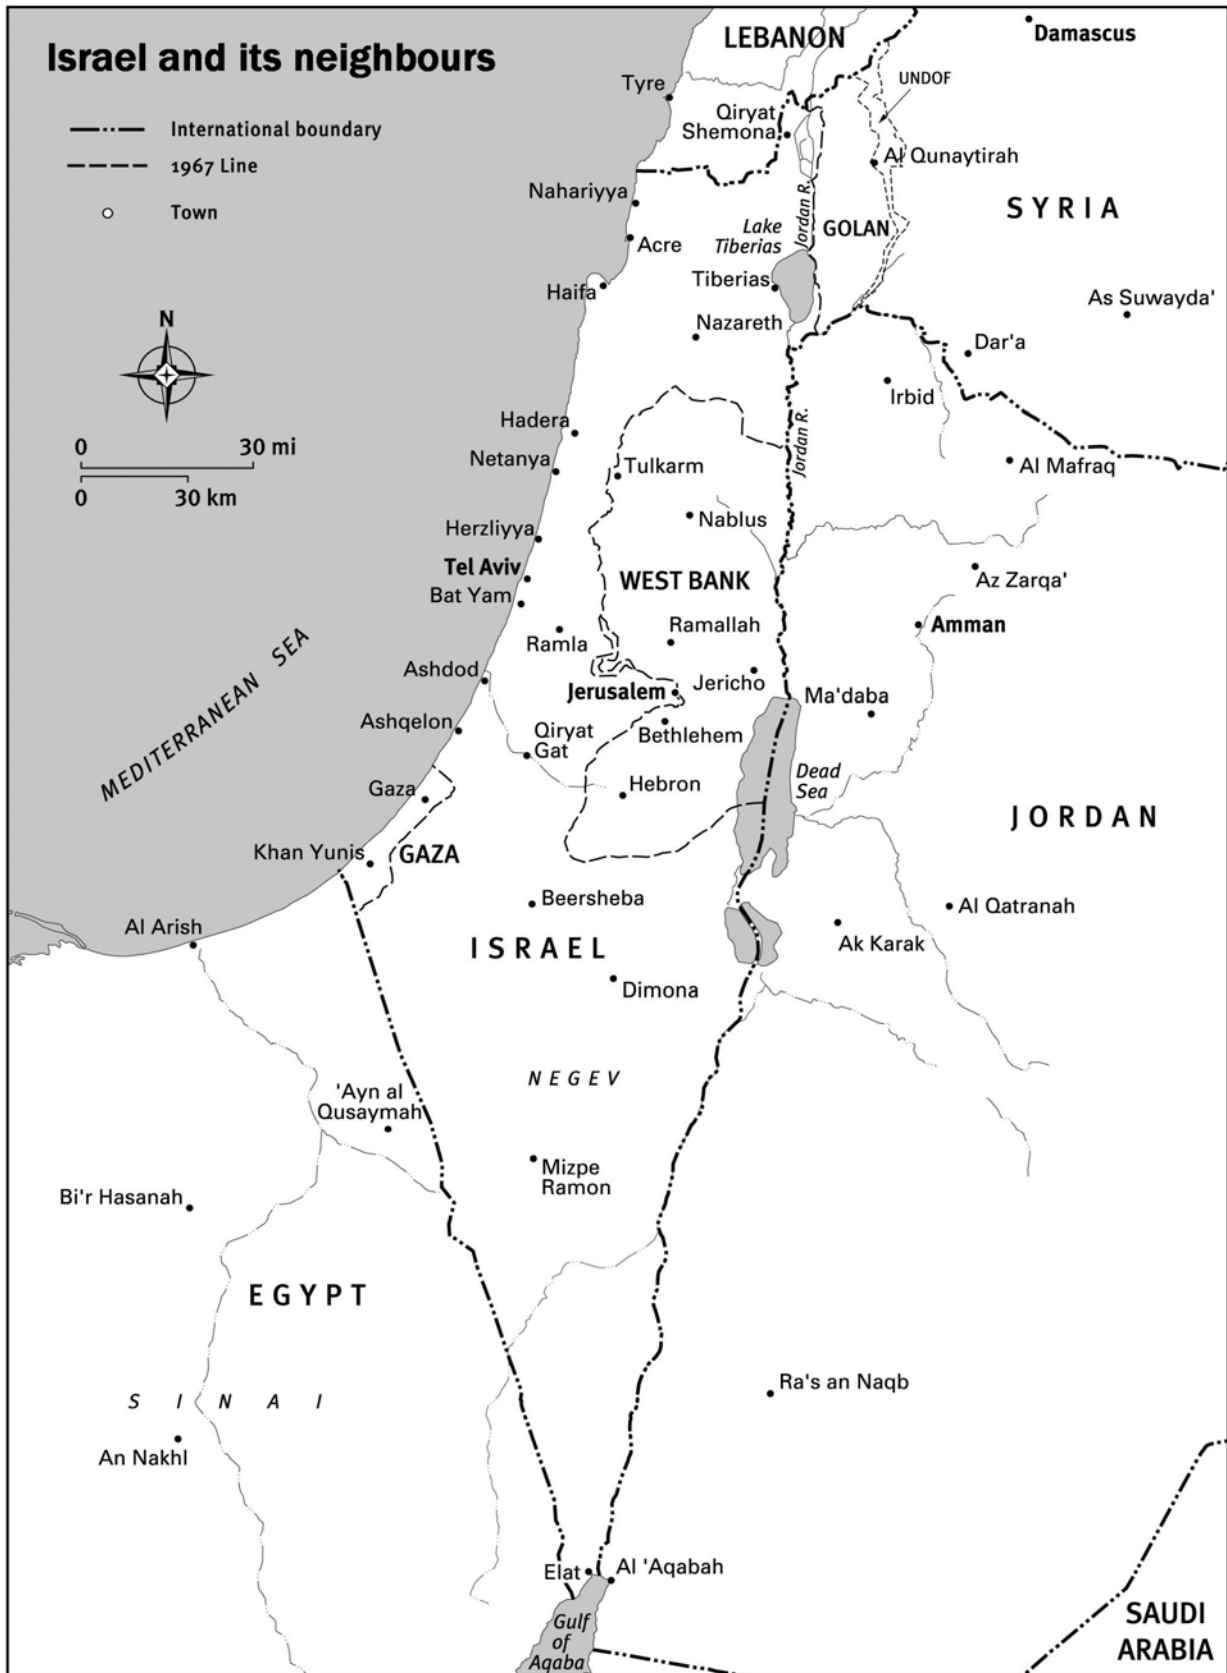 Israel and its neighbours
International boundary
1967 Line
Town
N
0
30 mi
0
30 km
LEBANON
Damascus
Tyre
UNDOF
Qiryat
Shemona
Al Qunaytirah
Nahariyya
Jordan R.
SYRIA
Lake
Tiberias
GOLAN
Acre
Tiberias
Haifa
As Suwayda'
Nazareth
Dar'a
Irbid
Hadera
Jordan R.
Netanya
Tulkarm
Al Mafraq
Nablus
Herzliyya
Tel Aviv
WEST BANK
Az Zarqa'
Bat Yam
Ramallah
Amman
Ramla
MEDITERRANEAN SEA
Ashdod
Jericho
Jerusalem
Ma'daba
Ashqelon
Qiryat
Gat
Bethlehem
Dead
Sea
Gaza
Hebron
JORDAN
Khan Yunis
GAZA
Beersheba
Al Qatranah
Al Arish
ISRAEL
Ak Karak
Dimona
NEGEV
'Ayn al
Qusaymah
Mizpe
Ramon
Bi'r Hasanah
EGYPT
Ra's an Naqb
SINAI
An Nakhl
Elat
Al 'Aqabah
Gulf
of
Aqaba
SAUDI
ARABIA